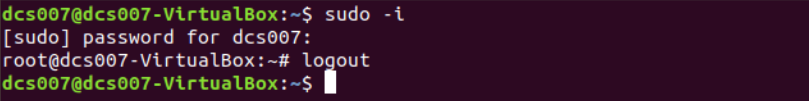 dcs007@dcs007-VirtualBox:~$ sudo -i
[sudo] password for dcs007:
root@dcs007-VirtualBox:~# logout
dcs007@dcs007-VirtualBox:~$